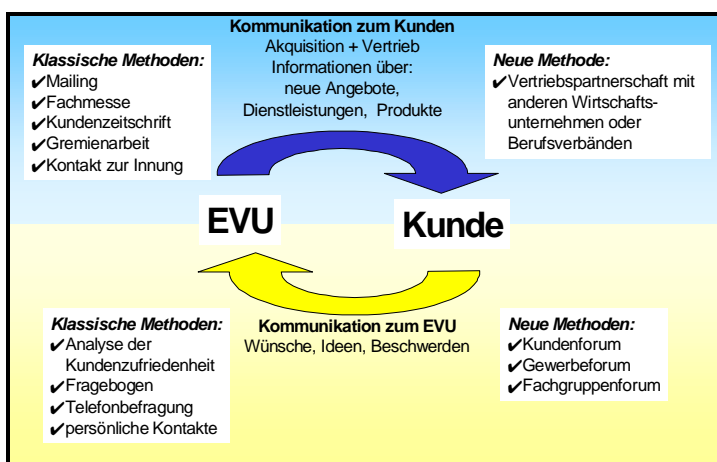 Kommunikation zum Kunden
Akquisition + Vertrieb
Informationen über:
neue Angebote,
Dienstleistungen, Produkte
Klassische Methoden:
✔Mailing
✔Fachmesse
✔Kundenzeitschrift
✔Gremienarbeit
✔Kontakt zur Innung
Neue Methode:
✔Vertriebspartnerschaft mit
anderen Wirtschafts-
unternehmen oder
Berufsverbänden
EVU
Kunde
Klassische Methoden:
✔Analyse der
Kundenzufriedenheit
✔Fragebogen
✔Telefonbefragung
✔persönliche Kontakte
Kommunikation zum EVU
Wünsche, Ideen, Beschwerden
Neue Methoden:
✔Kundenforum
✔Gewerbeforum
✔Fachgruppenforum